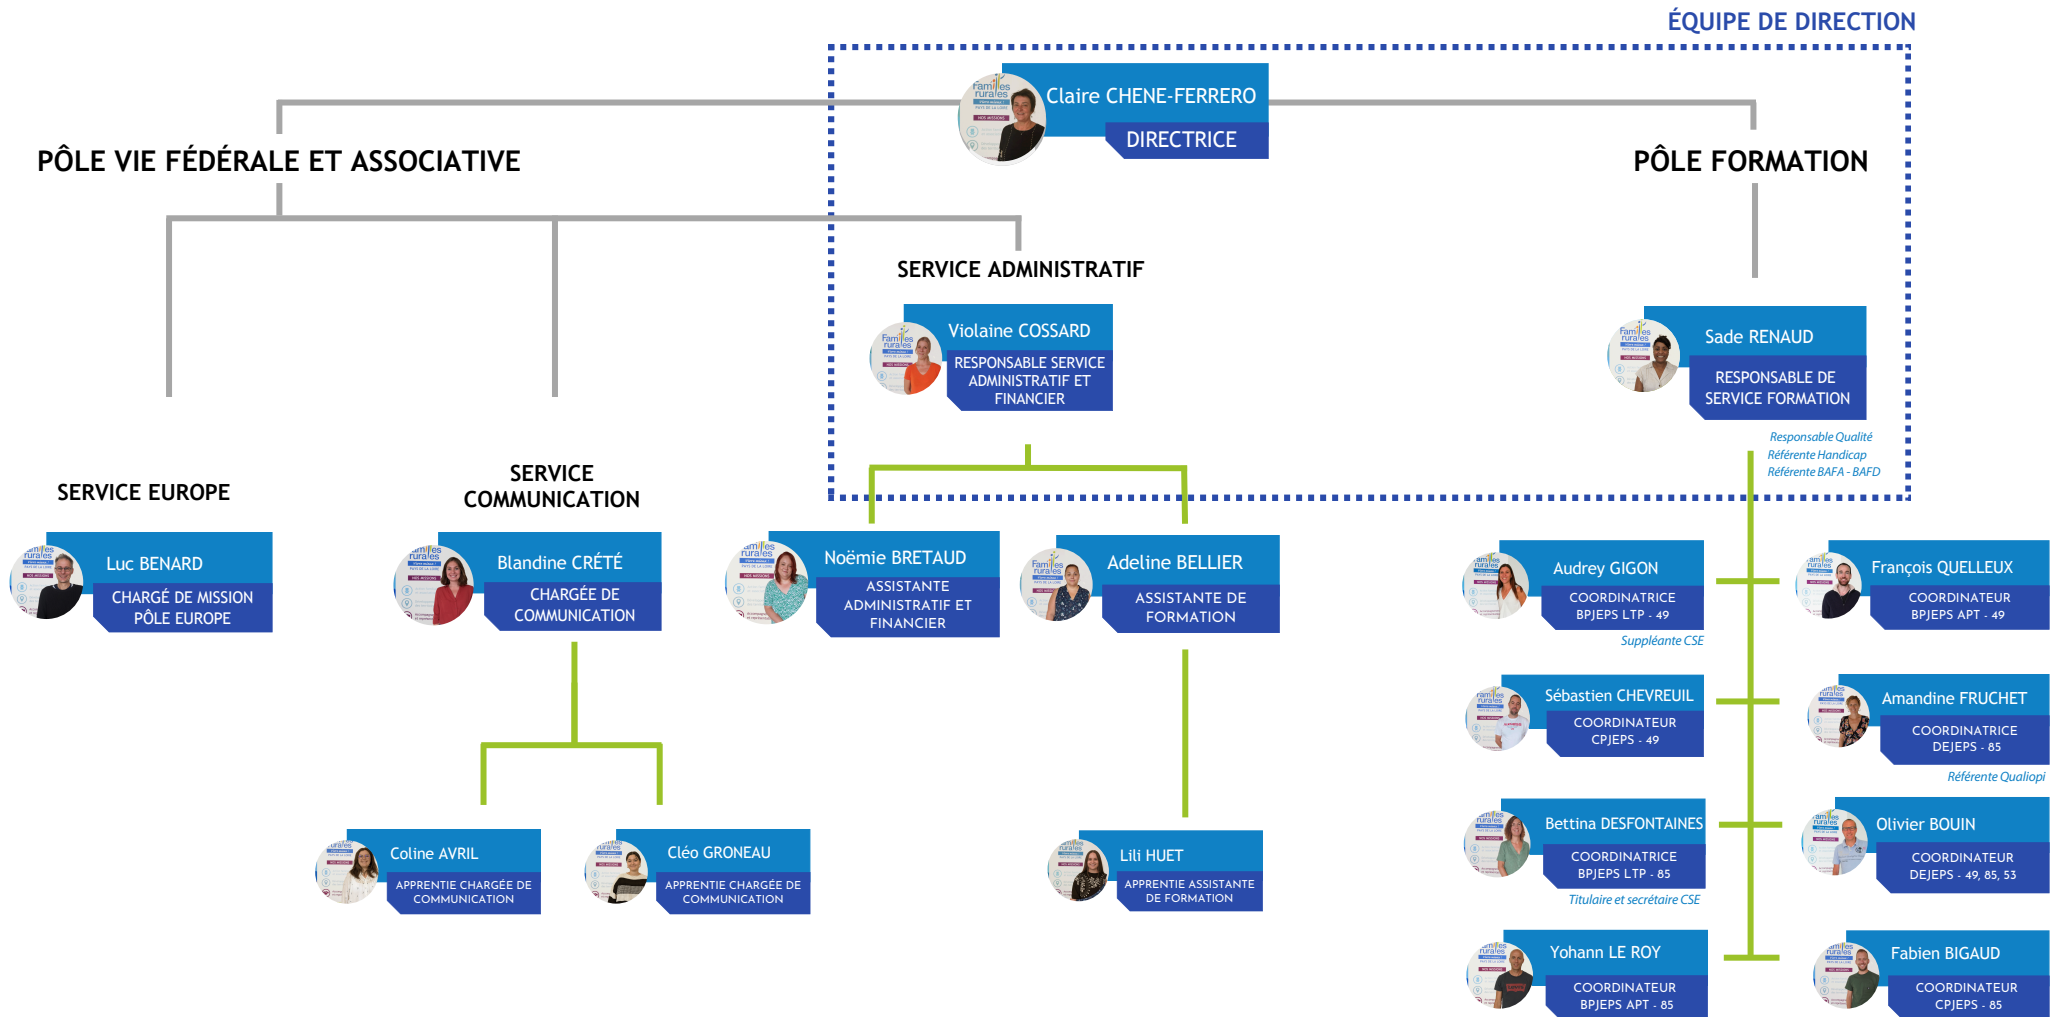 ÉQUIPE DE DIRECTION
Claire CHENE-FERRERO
DIRECTRICE
PÔLE VIE FÉDÉRALE ET ASSOCIATIVE
PÔLE FORMATION
SERVICE ADMINISTRATIF
Violaine COSSARD
RESPONSABLE SERVICE
ADMINISTRATIF ET
FINANCIER
Sade RENAUD
RESPONSABLE DE
SERVICE FORMATION
Responsable Qualité
Référente Handicap
Référente BAFA - BAFD
SERVICE EUROPE
Luc BENARD
CHARGÉ DE MISSION
PÔLE EUROPE
SERVICE
COMMUNICATION
Blandine CRÉTÉ
CHARGÉE DE
COMMUNICATION
Noëmie BRETAUD
ASSISTANTE
ADMINISTRATIF ET
FINANCIER
Adeline BELLIER
ASSISTANTE DE
FORMATION
Audrey GIGON
COORDINATRICE
BPJEPS LTP - 49
Suppléante CSE
François QUELLEUX
COORDINATEUR
BPJEPS APT - 49
Sébastien CHEVREUIL
COORDINATEUR
CPJEPS - 49
Amandine FRUCHET
COORDINATRICE
DEJEPS - 85
Référente Qualiopi
Coline AVRIL
APPRENTIE CHARGÉE DE
COMMUNICATION
Cléo GRONEAU
APPRENTIE CHARGÉE DE
COMMUNICATION
Lili HUET
APPRENTIE ASSISTANTE
DE FORMATION
Bettina DESFONTAINES
COORDINATRICE
BPJEPS LTP - 85
Titulaire et secrétaire CSE
Olivier BOUIN
COORDINATEUR
DEJEPS - 49, 85, 53
Yohann LE ROY
COORDINATEUR
BPJEPS APT - 85
Fabien BIGAUD
COORDINATEUR
CPJEPS - 85